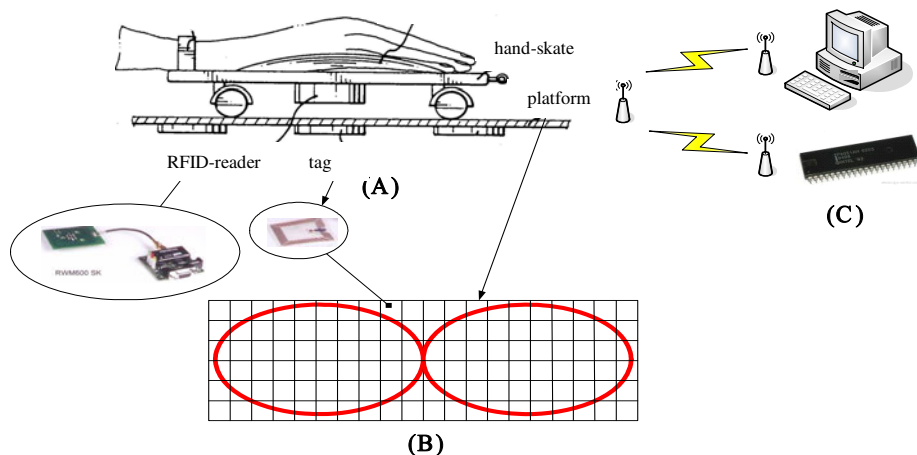 hand-skate
platform
RFID-reader
tag
(A)
(C)
RWM600 SK
(B)